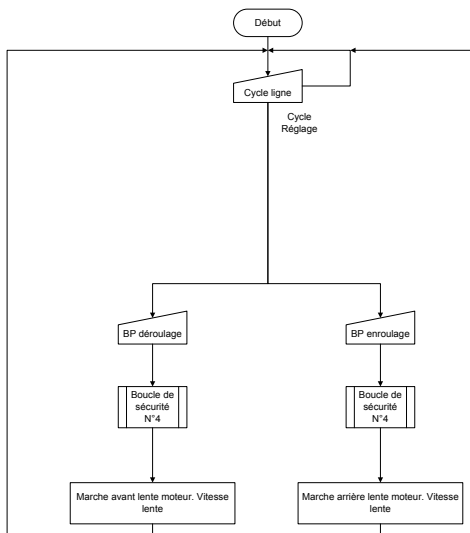 Début
Cycle ligne
Cycle
Réglage
BP déroulage
BP enroulage
Boucle de
sécurité
N°4
Boucle de
sécurité
N°4
Marche avant lente moteur. Vitesse
lente
Marche arrière lente moteur. Vitesse
lente